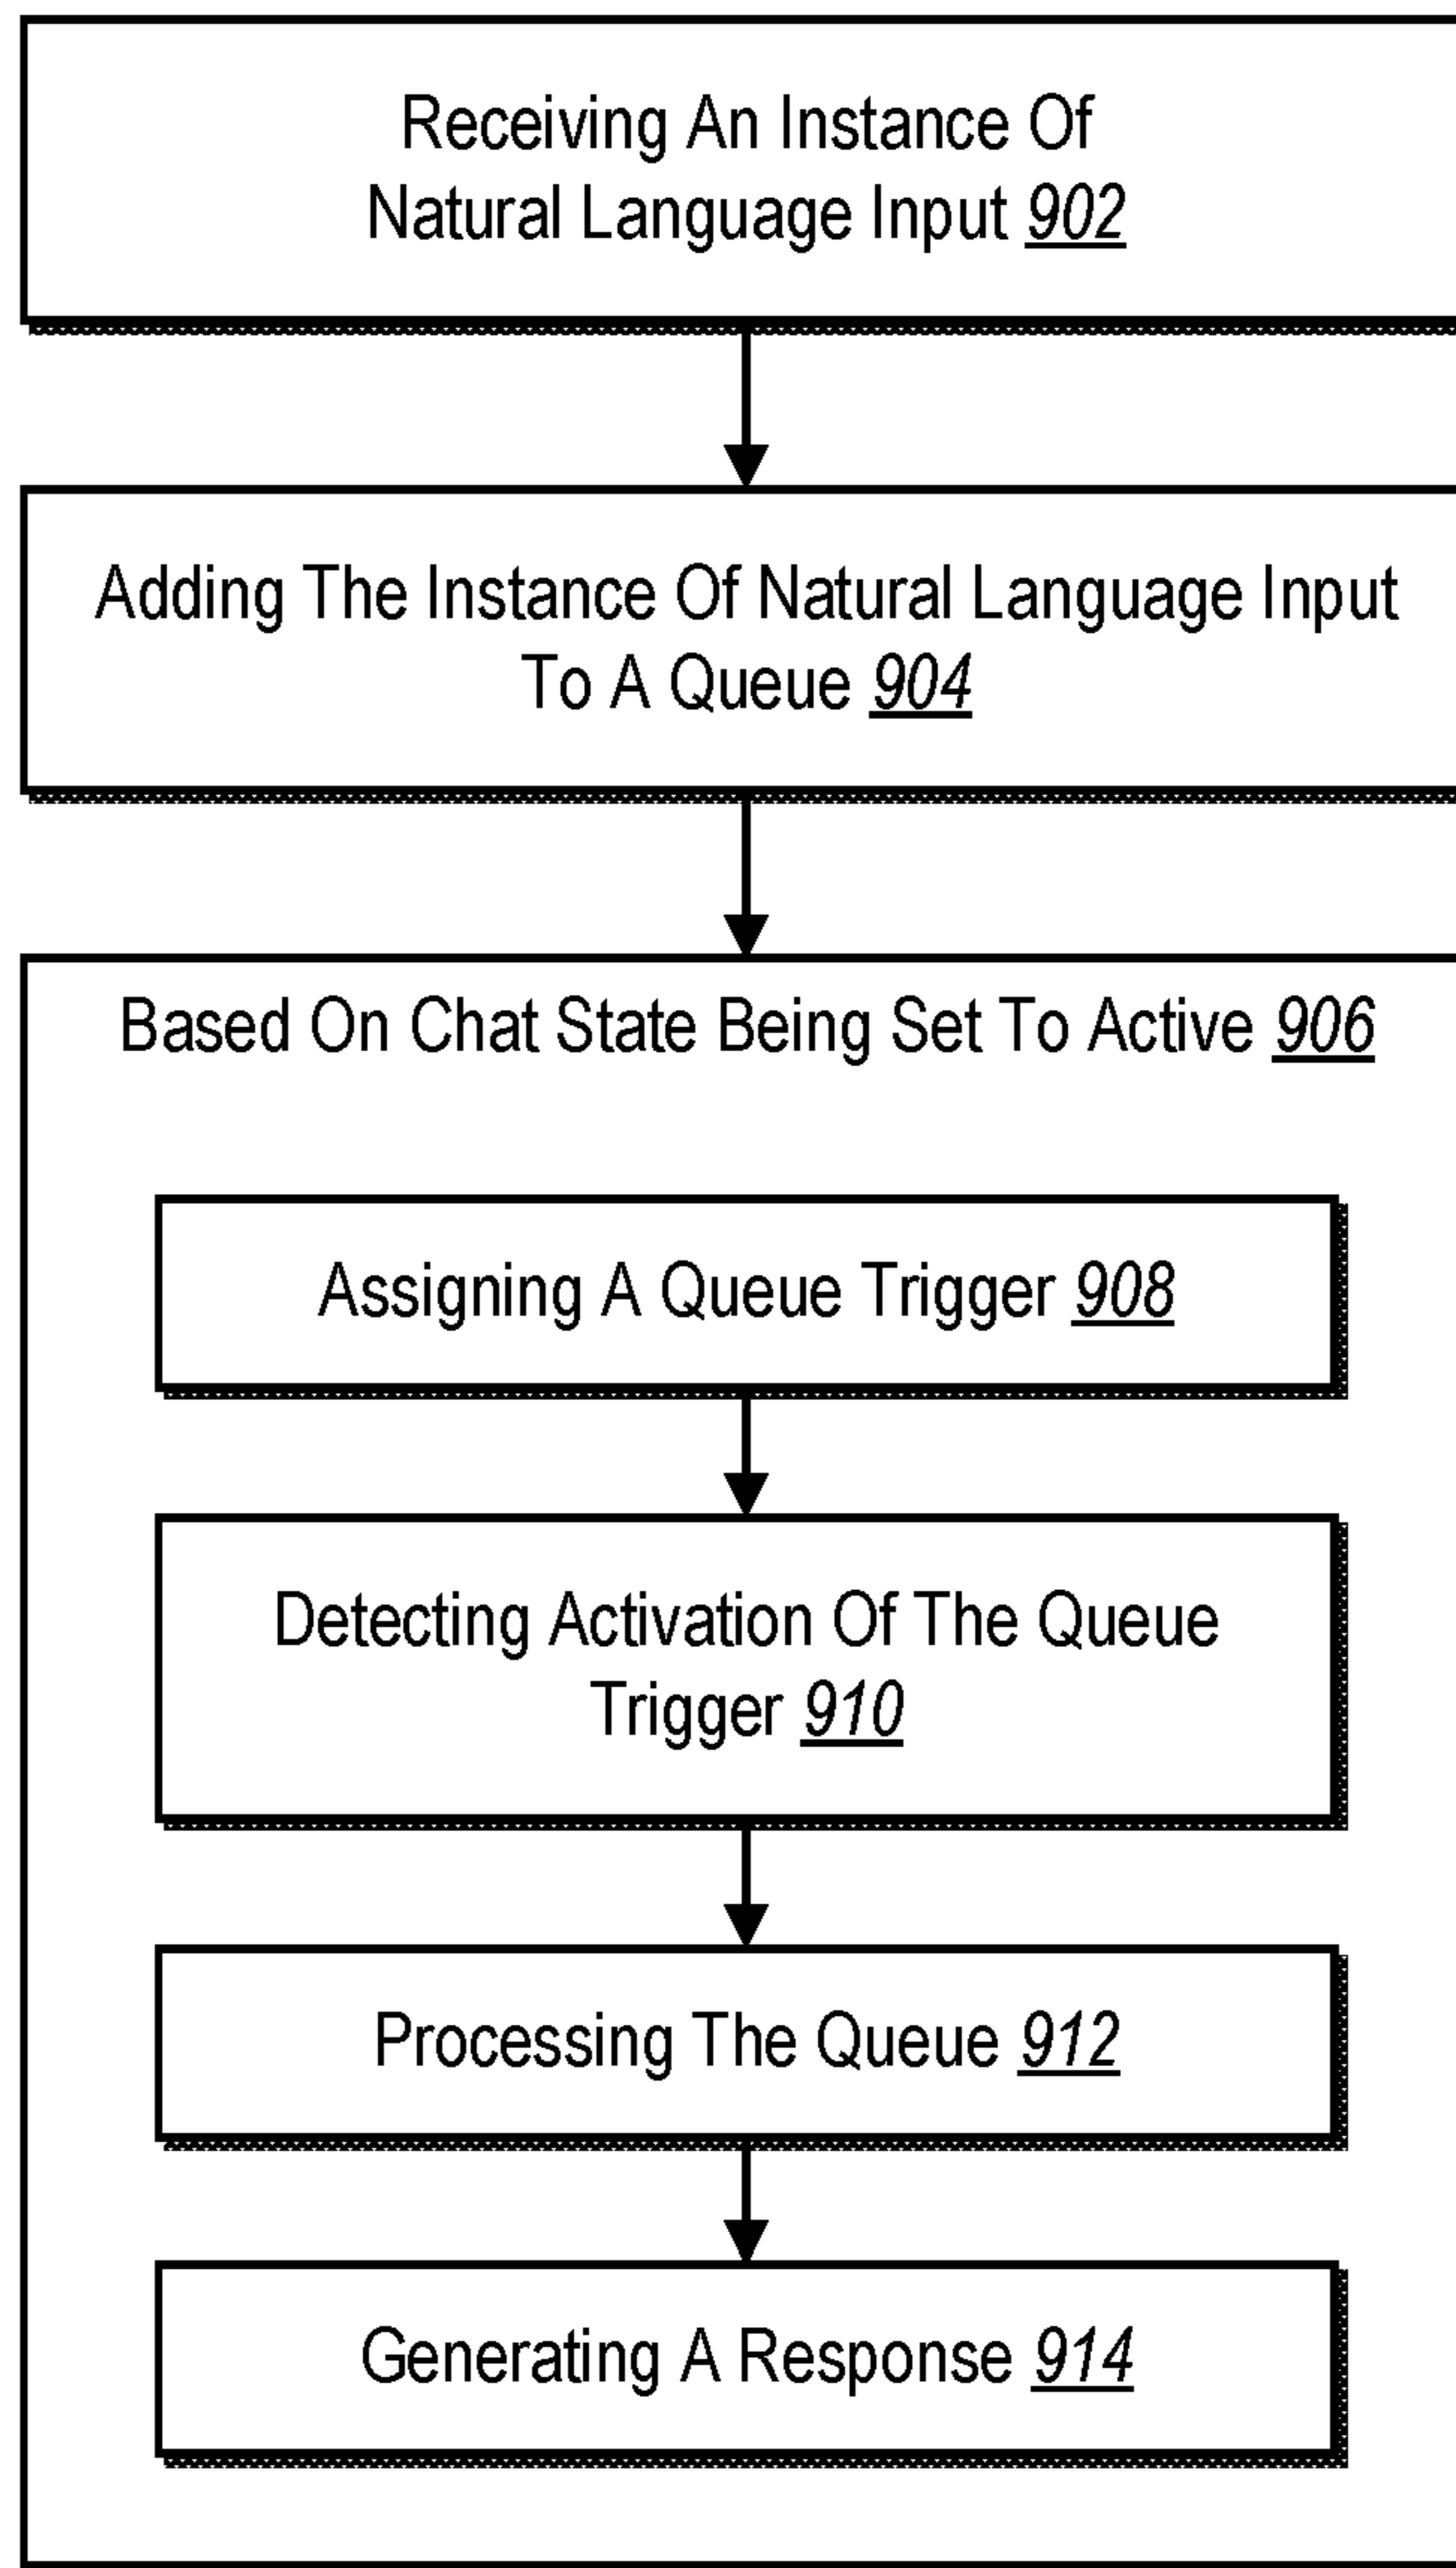 Receiving An Instance Of
Natural Language Input 902
Adding The Instance Of Natural Language Input
To A Queue 904
Based On Chat State Being Set To Active 906
Assigning A Queue Trigger 908
Detecting Activation Of The Queue
Trigger 910
Processing The Queue 912
Generating A Response 914